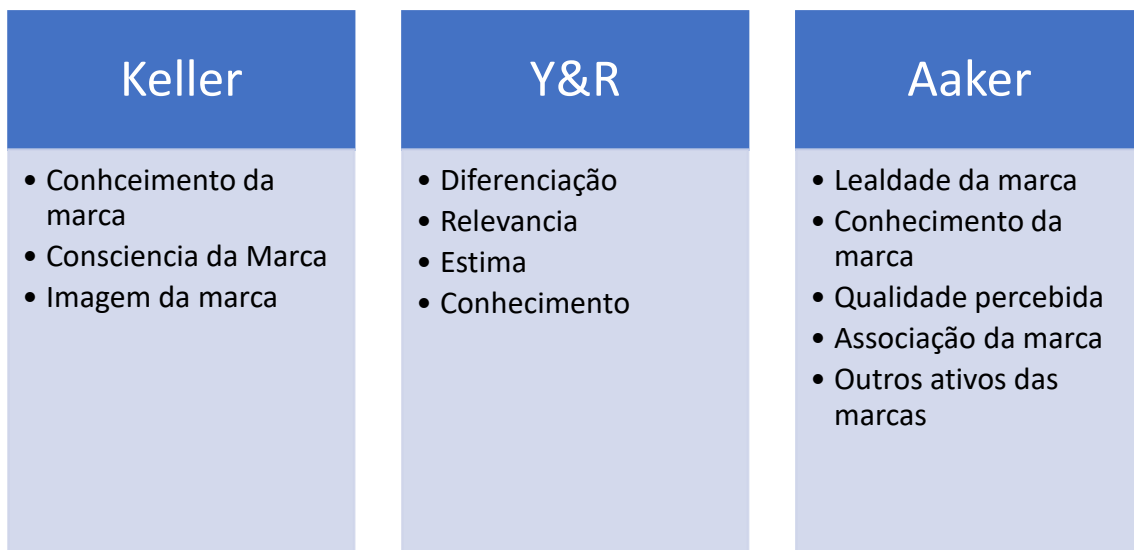 Keller
• Conhceimento da
marca
• Consciencia da Marca
• Imagem da marca
Y&R
• Diferenciação
• Relevancia
• Estima
• Conhecimento
Aaker
• Lealdade da marca
• Conhecimento da
marca
• Qualidade percebida
• Associação da marca
• Outros ativos das
marcas